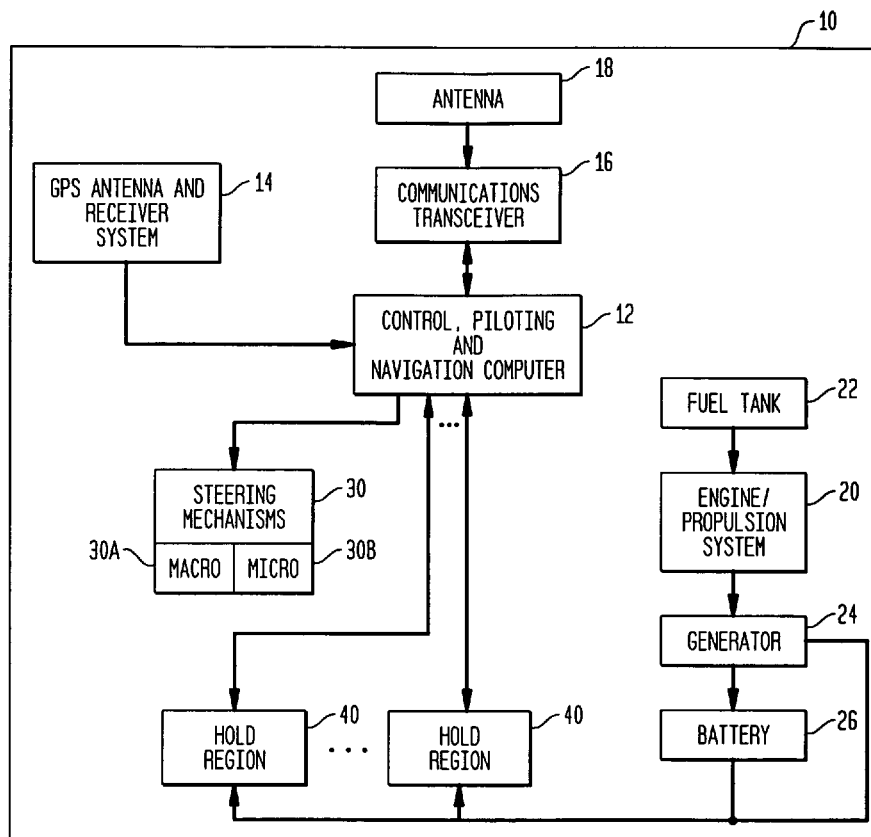 10
ANTENNA
18
GPS ANTENNA AND
RECEIVER
SYSTEM
14
COMMUNICATIONS
TRANSCEIVER
16
CONTROL, PILOTING
AND
NAVIGATION COMPUTER
12
...
FUEL TANK
22
STEERING
MECHANISMS
30
30A
MACRO
MICRO
30B
ENGINE/
PROPULSION
SYSTEM
20
GENERATOR
24
HOLD
REGION
40
...
HOLD
REGION
40
BATTERY
26